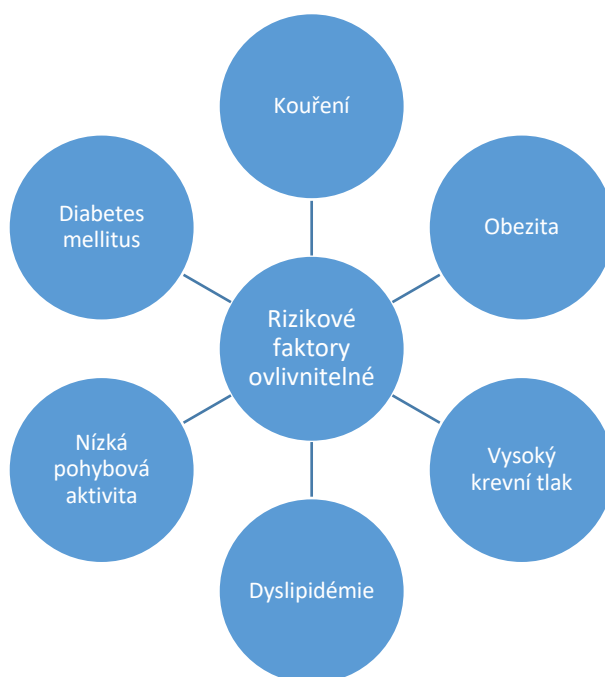 Kouření
Diabetes
mellitus
Obezita
Rizikové
faktory
ovlivnitelné
Nízká
pohybová
aktivita
Vysoký
krevní tlak
Dyslipidémie